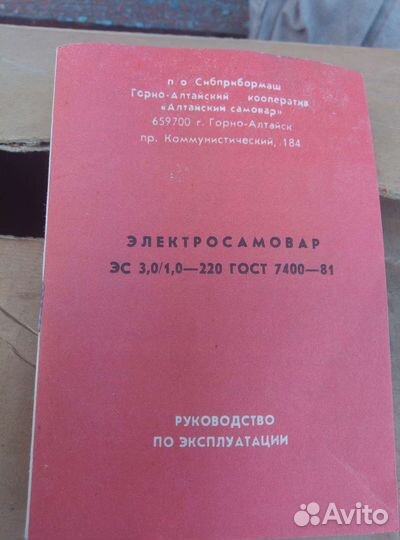 п/о Сибприбормаш
Горно-Алтайский кооператив
«Алтайский самовар»
659700 г. Горно-Алтайск
пр. Коммунистический, 184
ЭЛЕКТРОСАМОВАР
ЭС 3,0/1,0—220 ГОСТ 7400—81
РУКОВОДСТВО
ПО ЭКСПЛУАТАЦИИ
Avito